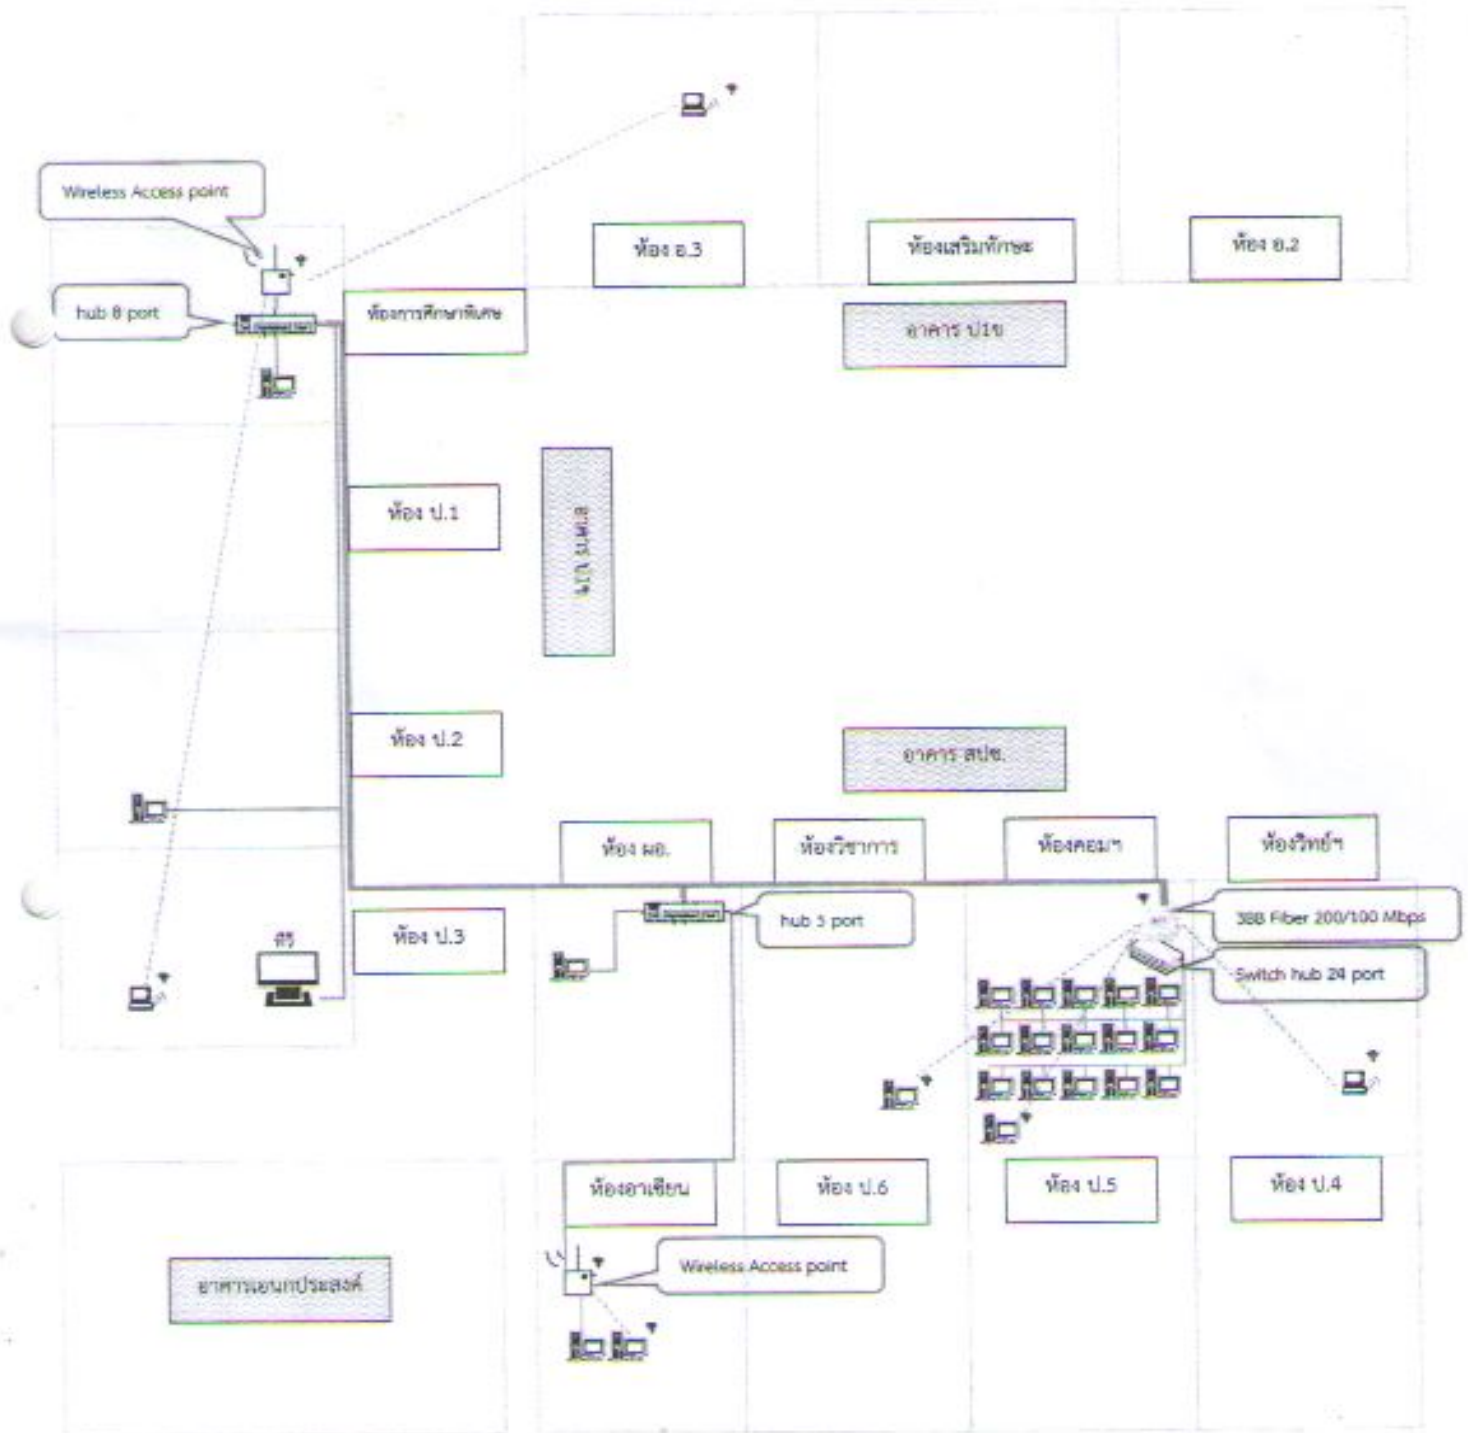 Wireless Access point
ห้อง อ.3
ห้องเสริมทักษะ
ห้อง อ.2
hub 8 port
ห้องการศึกษาพิเศษ
อาคาร ป1ข
ห้อง ป.1
ห้อง ป.2
อาคาร สปช.
ห้อง ผอ.
ห้องวิชาการ
ห้องคอมฯ
ห้องวิทย์ฯ
ห้อง ป.3
ทีวี
hub 5 port
3BB Fiber 200/100 Mbps
Switch hub 24 port
ห้องอาเซียน
ห้อง ป.6
ห้อง ป.5
ห้อง ป.4
Wireless Access point
อาคารเอนกประสงค์